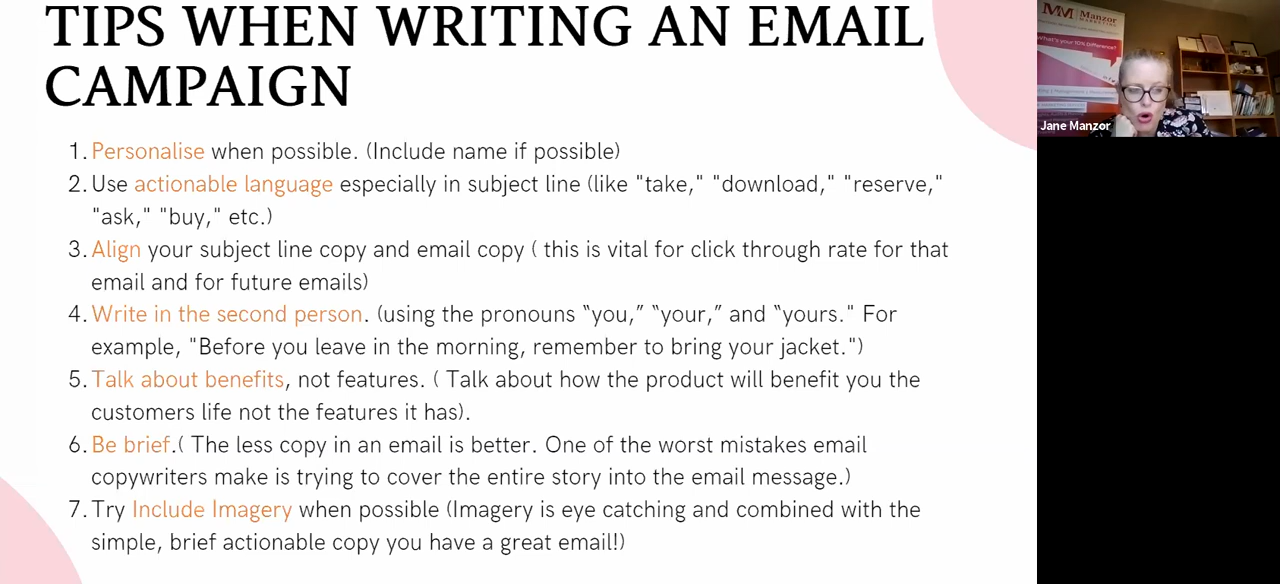 TIPS WHEN WRITING AN EMAIL
CAMPAIGN
1. Personalise when possible. (Include name if possible)
2. Use actionable language especially in subject line (like "take," "download," "reserve,"
"ask," "buy," etc.)
3. Align your subject line copy and email copy ( this is vital for click through rate for that
email and for future emails)
4. Write in the second person. (using the pronouns “you,” “your,” and “yours." For
example, "Before you leave in the morning, remember to bring your jacket.")
5. Talk about benefits, not features. ( Talk about how the product will benefit you the
customers life not the features it has).
6. Be brief.( The less copy in an email is better. One of the worst mistakes email
copywriters make is trying to cover the entire story into the email message.)
7. Try Include Imagery when possible (Imagery is eye catching and combined with the
simple, brief actionable copy you have a great email!)
MM Manzor
What's your 10% Difference?
Jane Manzor